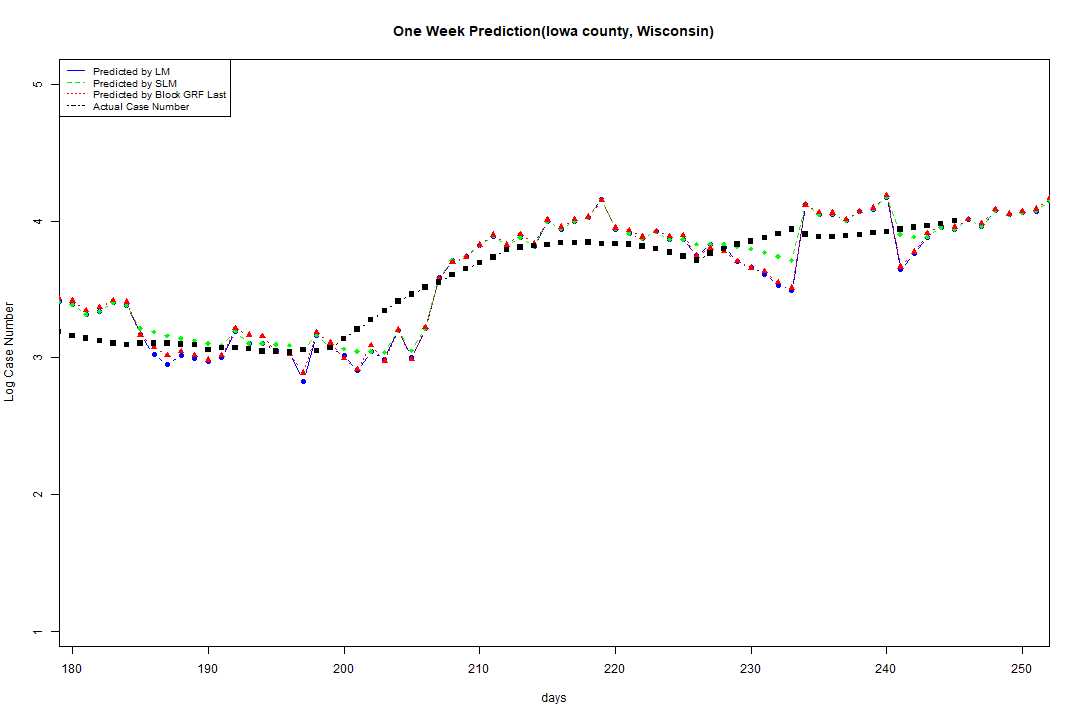 One Week Prediction(Iowa county, Wisconsin)
Predicted by LM
Predicted by SLM
Predicted by Block GRF Last
Actual Case Number
5
4
3
2
1
Log Case Number
180 190 200 210 220 230 240 250
days